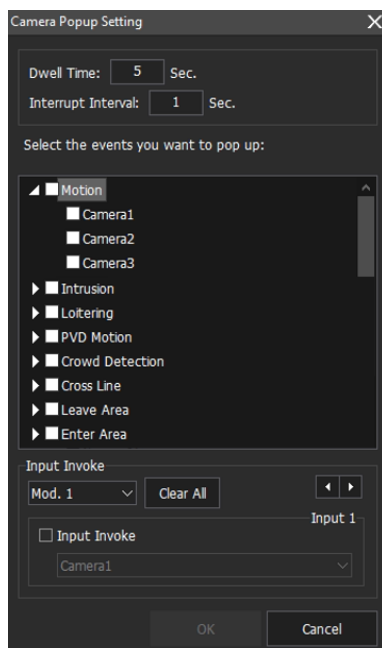 Camera Popup Setting
Dwell Time: 5 Sec.
Interrupt Interval: 1 Sec.
Select the events you want to pop up:
Motion
Camera1
Camera2
Camera3
Intrusion
Loitering
PVD Motion
Crowd Detection
Cross Line
Leave Area
Enter Area
Input Invoke
Mod. 1 Clear All
Input 1
Input Invoke
Camera1
OK Cancel